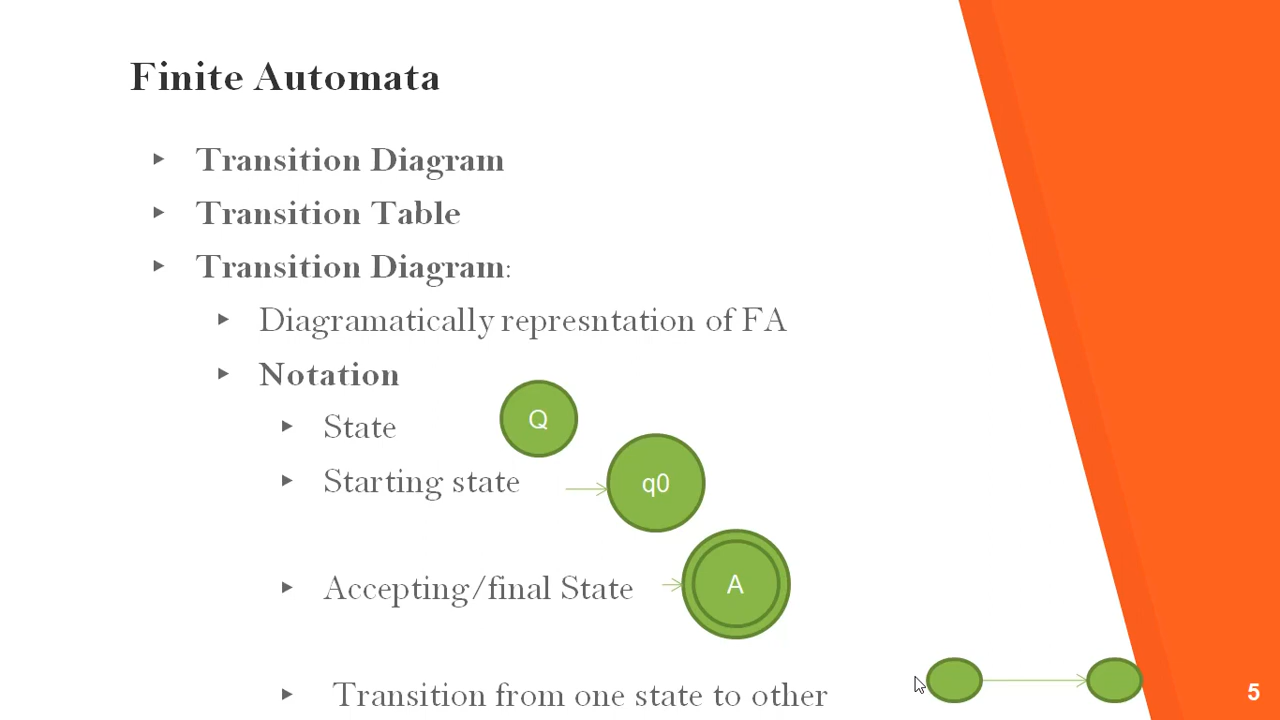 Finite Automata
Transition Diagram
Transition Table
Transition Diagram:
Diagramatically represntation of FA
Notation
State
Q
Starting state
q0
Accepting/final State
A
Transition from one state to other
5